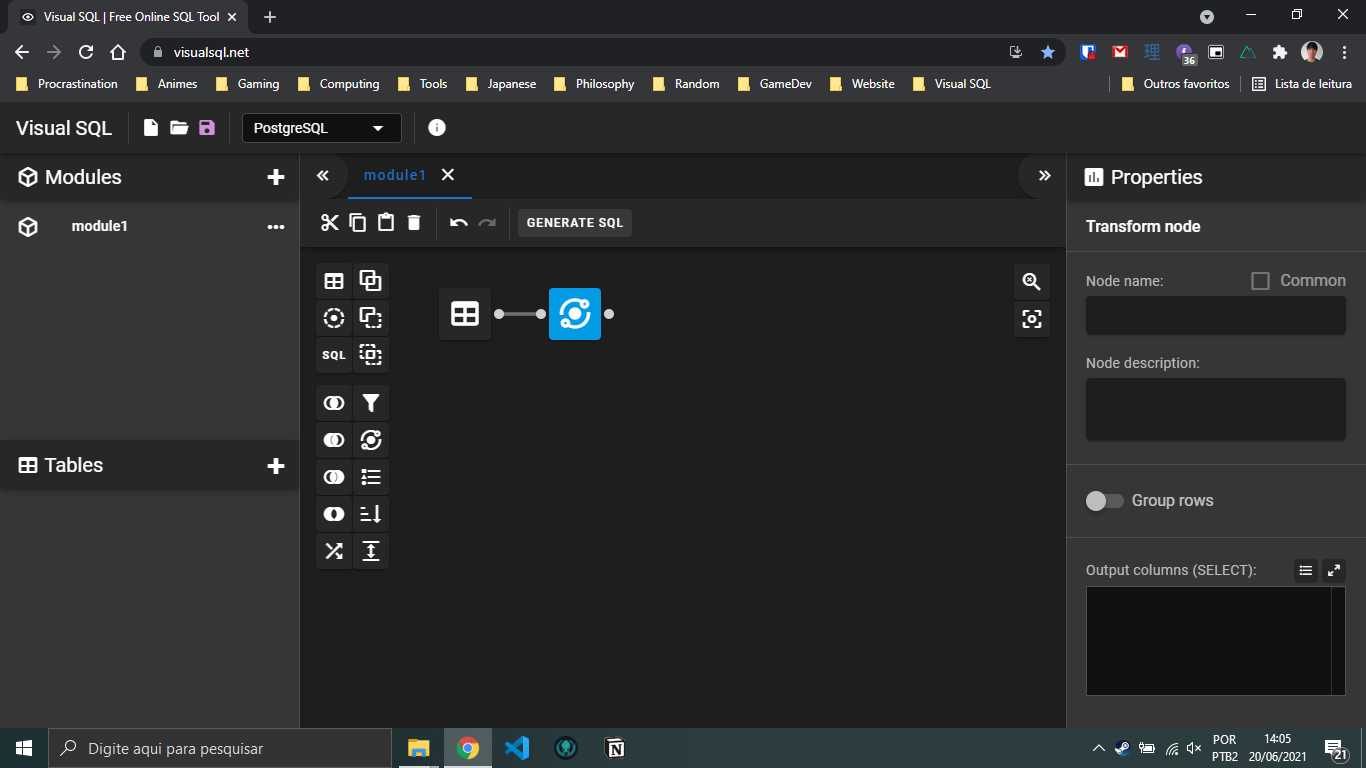 Visual SQL | Free Online SQL Tool
visualsql.net
理
36
Procrastination
Animes
Gaming
Computing
Tools
Japanese
Philosophy
Random
GameDev
Website
Visual SQL
Outros favoritos
Lista de leitura
Visual SQL
PostgreSQL
Modules
module1
Tables
module1
GENERATE SQL
SQL
Properties
Transform node
Node name:
Common
Node description:
Group rows
Output columns (SELECT):
Digite aqui para pesquisar
POR
PTB2
14:05
20/06/2021
21